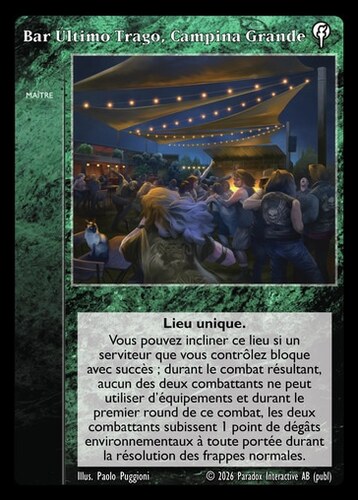 Bar Último Trago, Campina Grande
MAÎTRE
Lieu unique.
Vous pouvez incliner ce lieu si un
serviteur que vous contrôlez bloque
avec succès ; durant le combat résultant,
aucun des deux combattants ne peut
utiliser d'équipements et durant le
premier round de ce combat, les deux
combattants subissent 1 point de dégâts
environnementaux à toute portée durant
la résolution des frappes normales.
Illus. Paolo Puggioni © 2026 Paradox Interactive AB (publ)